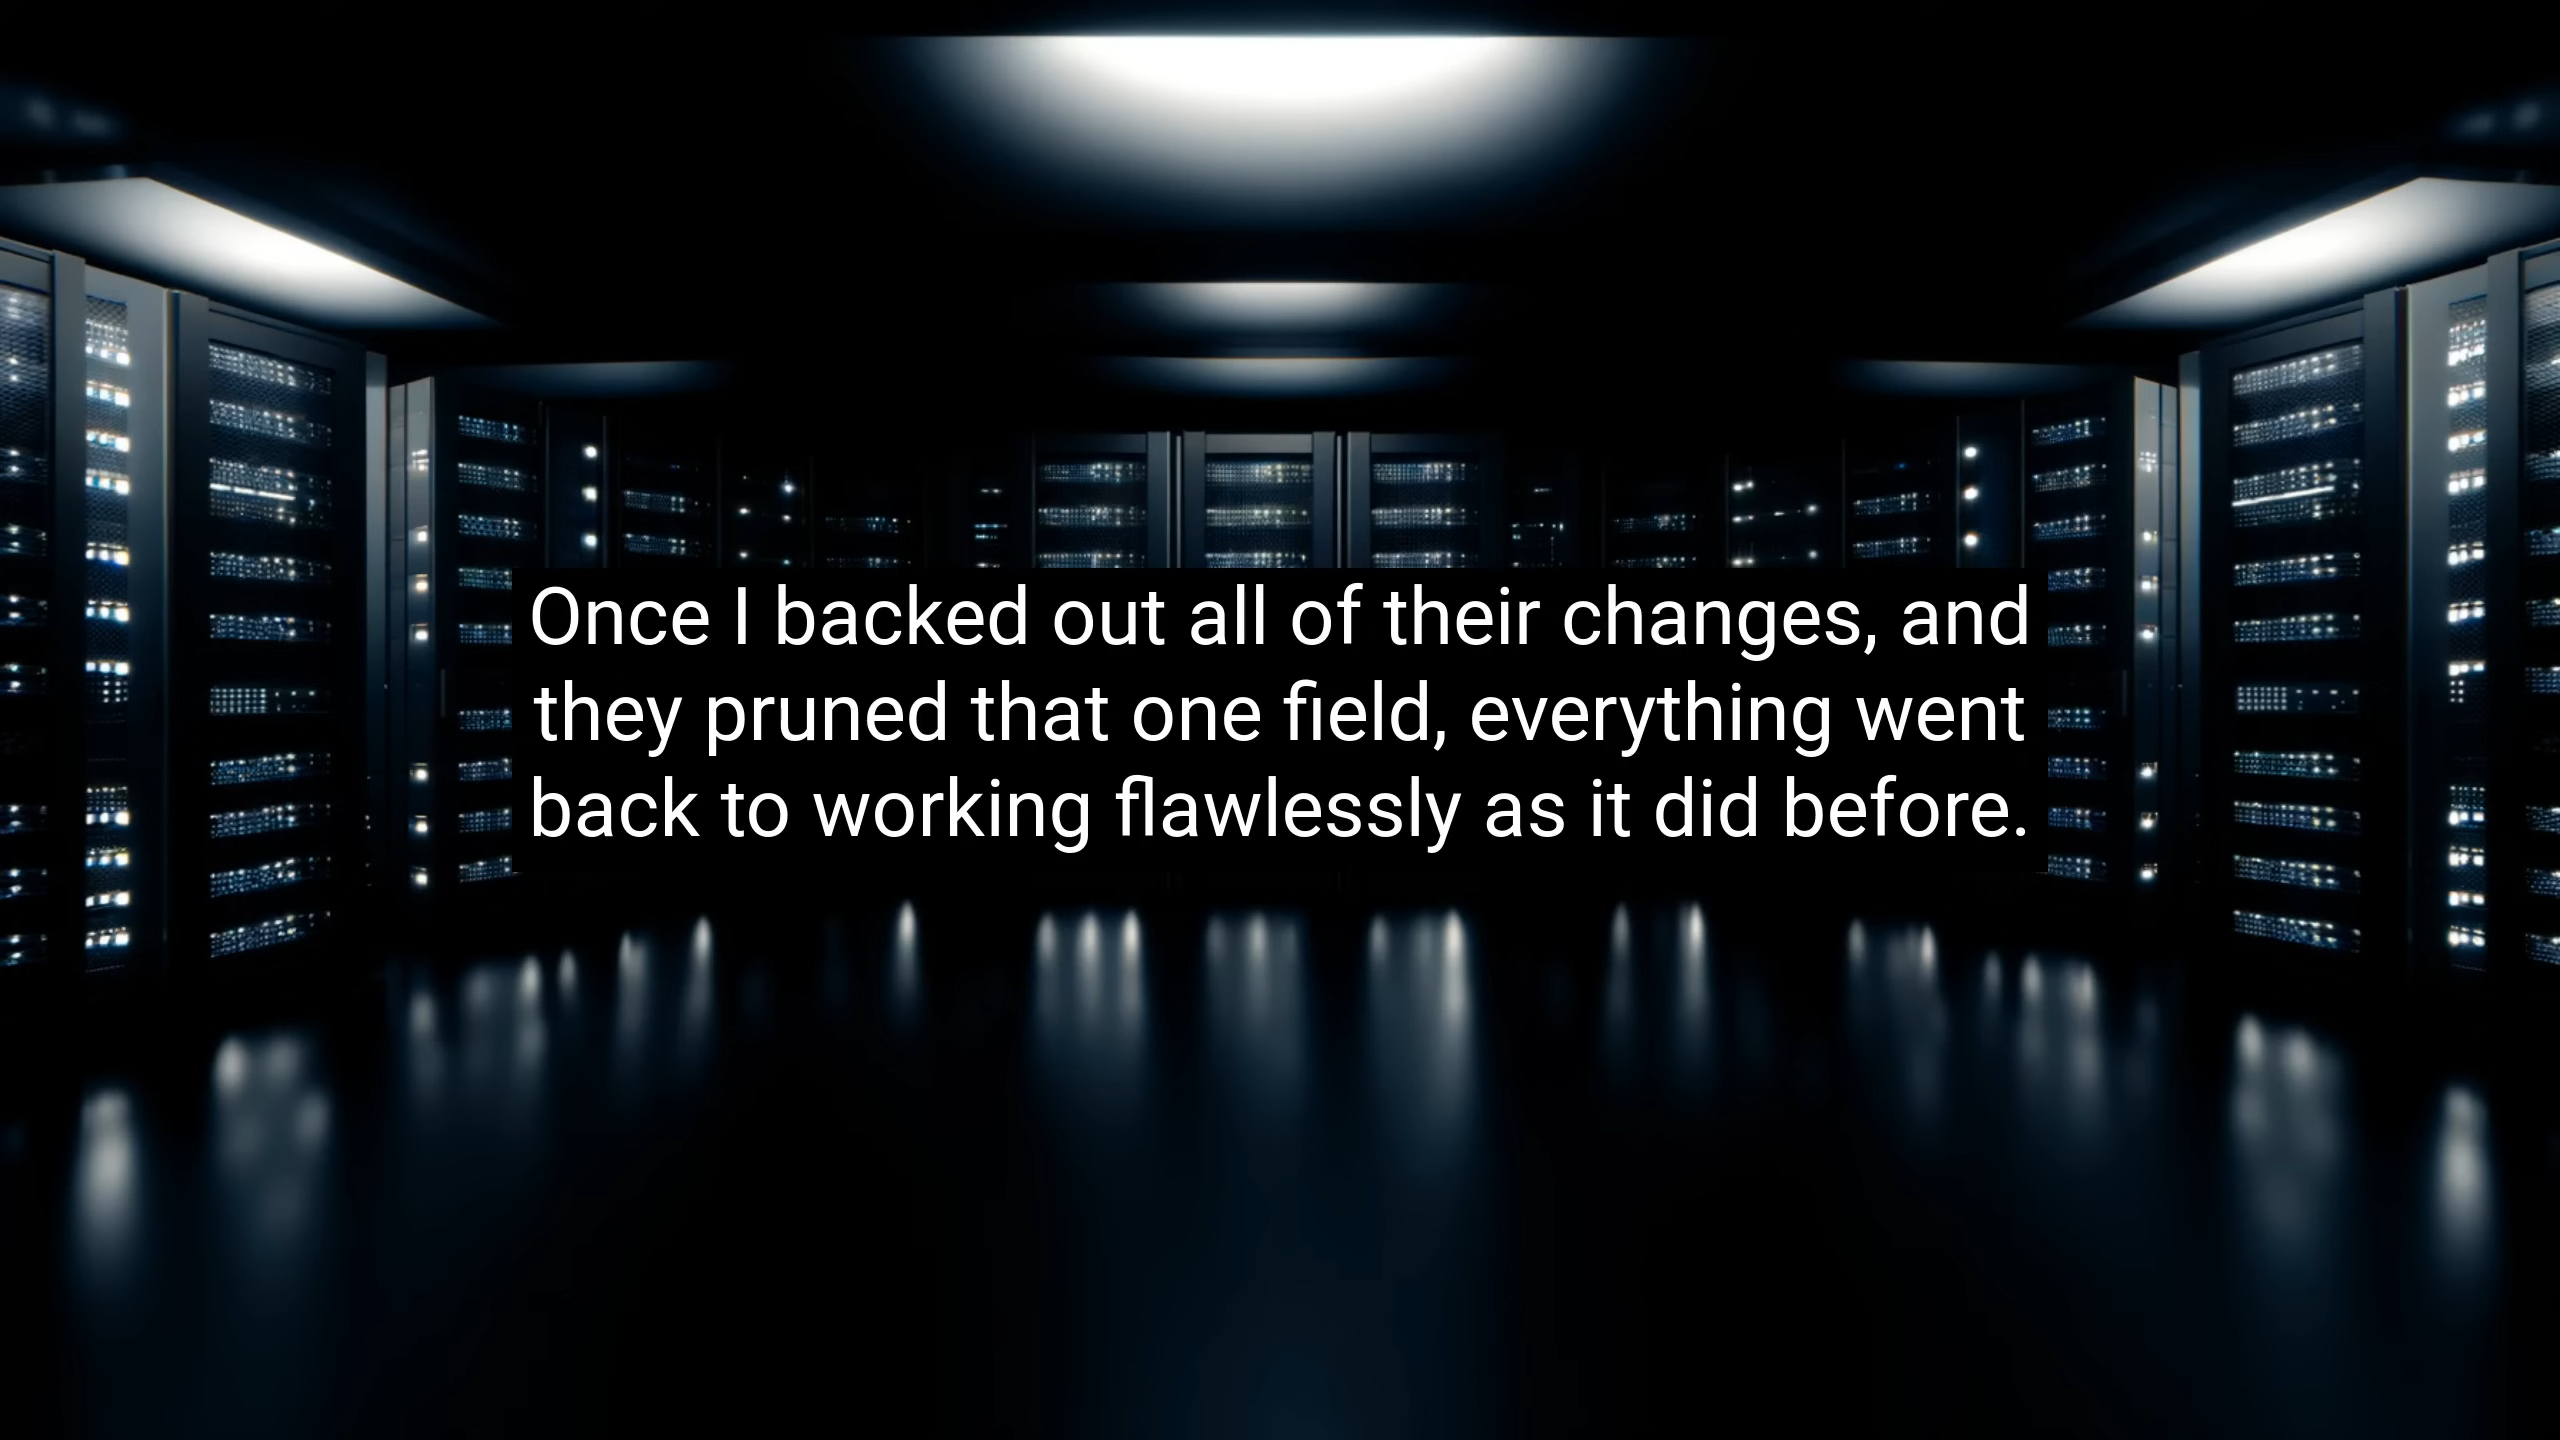 Once I backed out all of their changes, and
they pruned that one field, everything went
back to working flawlessly as it did before.